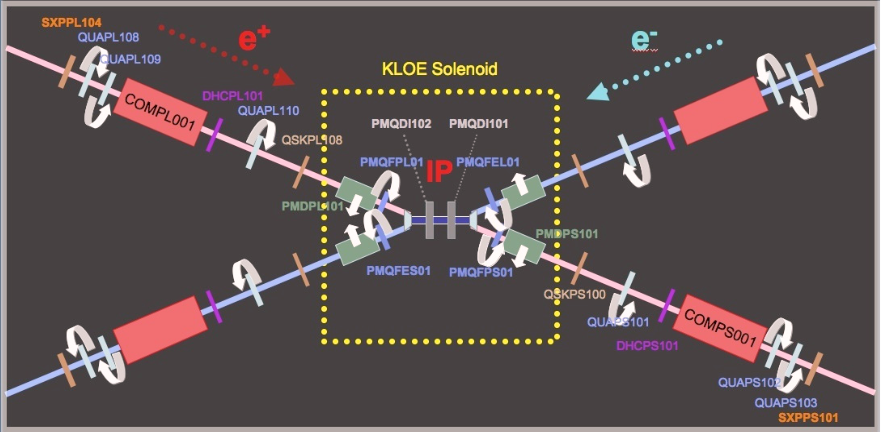 SXPPL104
e+
e-
QUAPL108
QUAPL109
KLOE Solenoid
DHCPL101
COMPL001
QUAPL110
PMQDI102
PMQDI101
QSKPL108
PMQFPL01
IP
PMQFEL01
PMDPL101
PMDPS101
PMQFES01
PMQFPS01
QSKPS100
QUAPS101
COMPS001
DHCPS101
QUAPS102
QUAPS103
SXPPS101